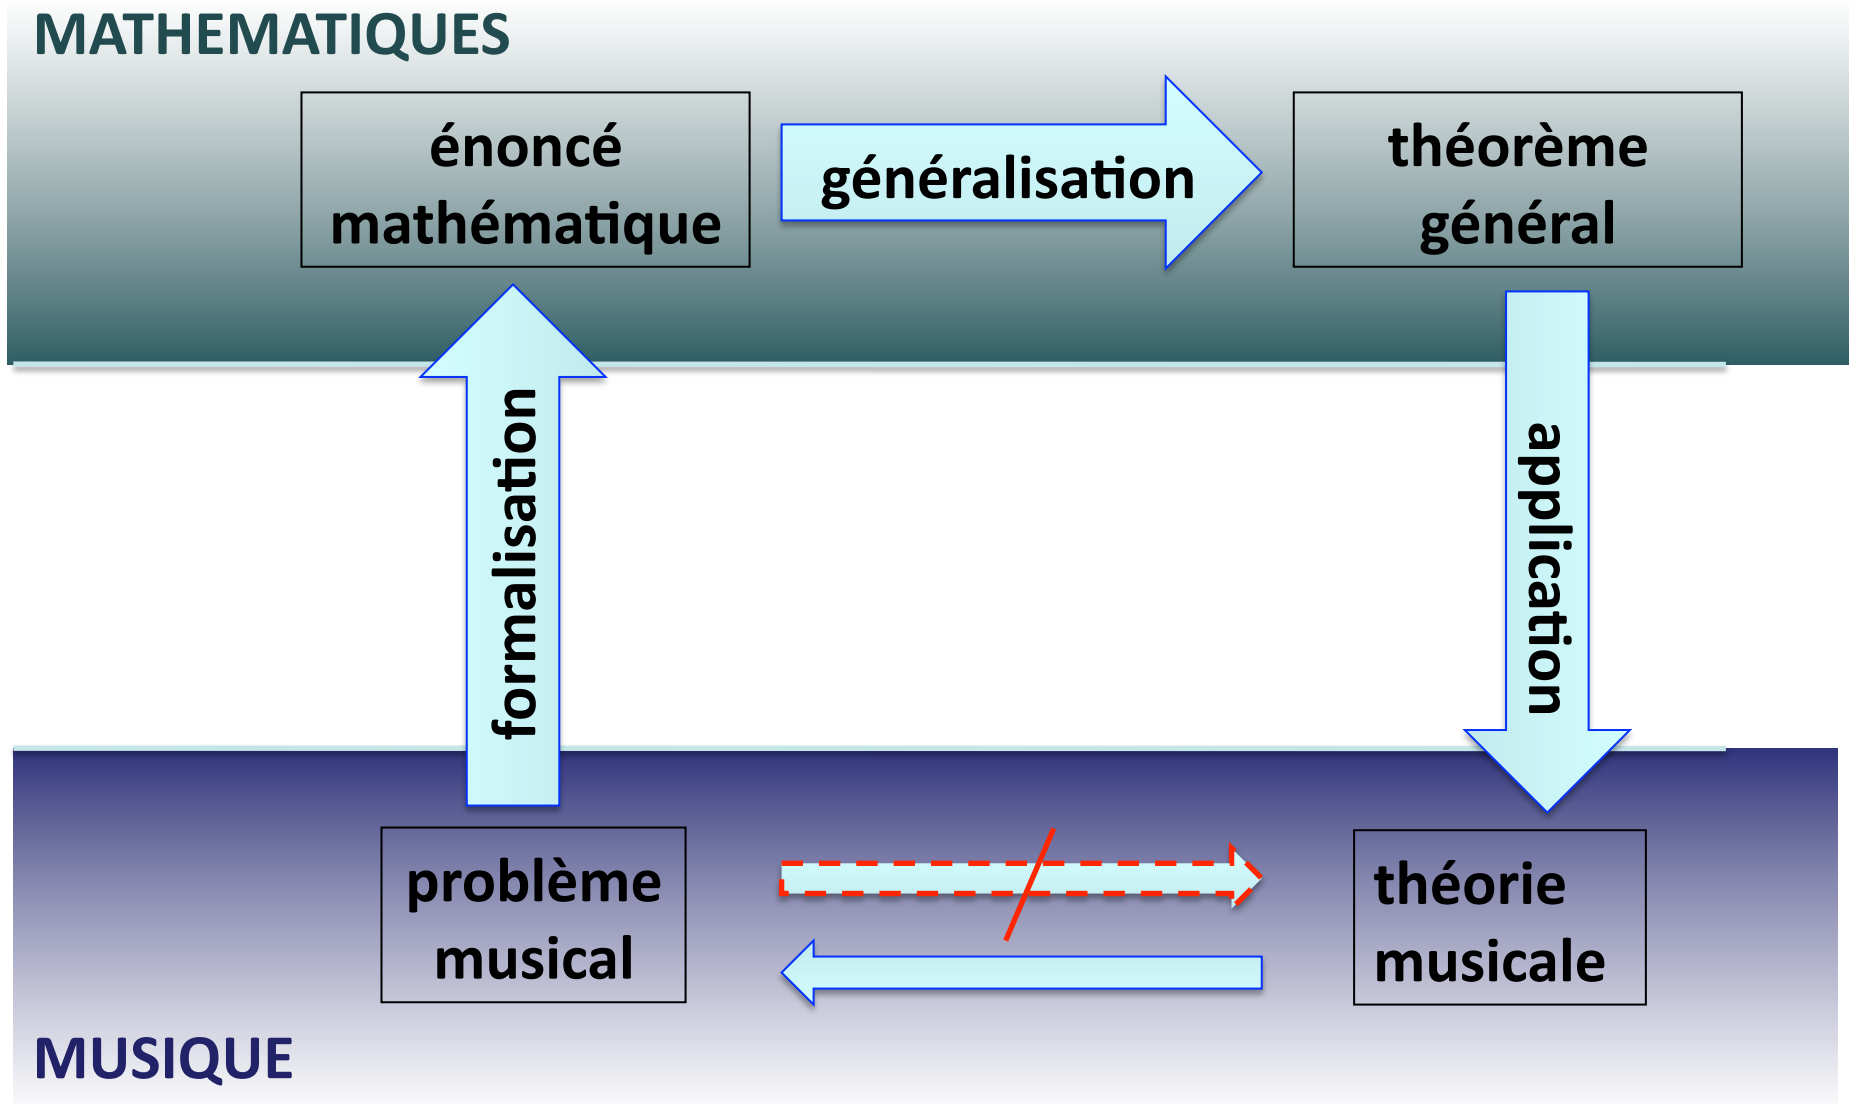 MATHEMATIQUES
énoncé
mathématique
généralisation
théorème
général
formalisation
application
problème
musical
théorie
musicale
MUSIQUE